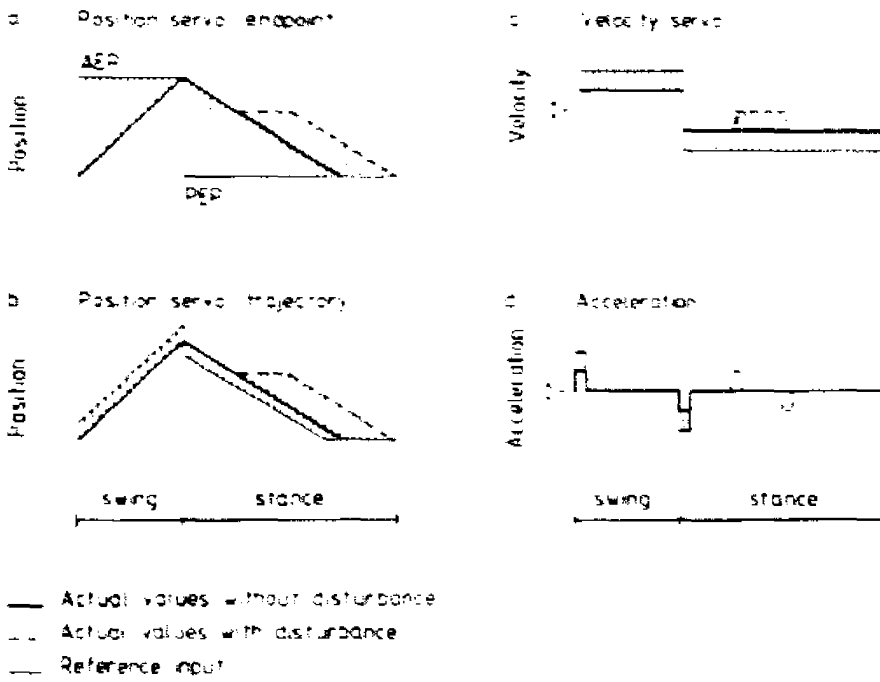 a Position servo endpoint
AEP
Position
PEP
b Position servo trajectory
Position
swing stance
c Velocity servo
Velocity
d Acceleration
Acceleration
swing stance
Actual values without disturbance
Actual values with disturbance
Reference input